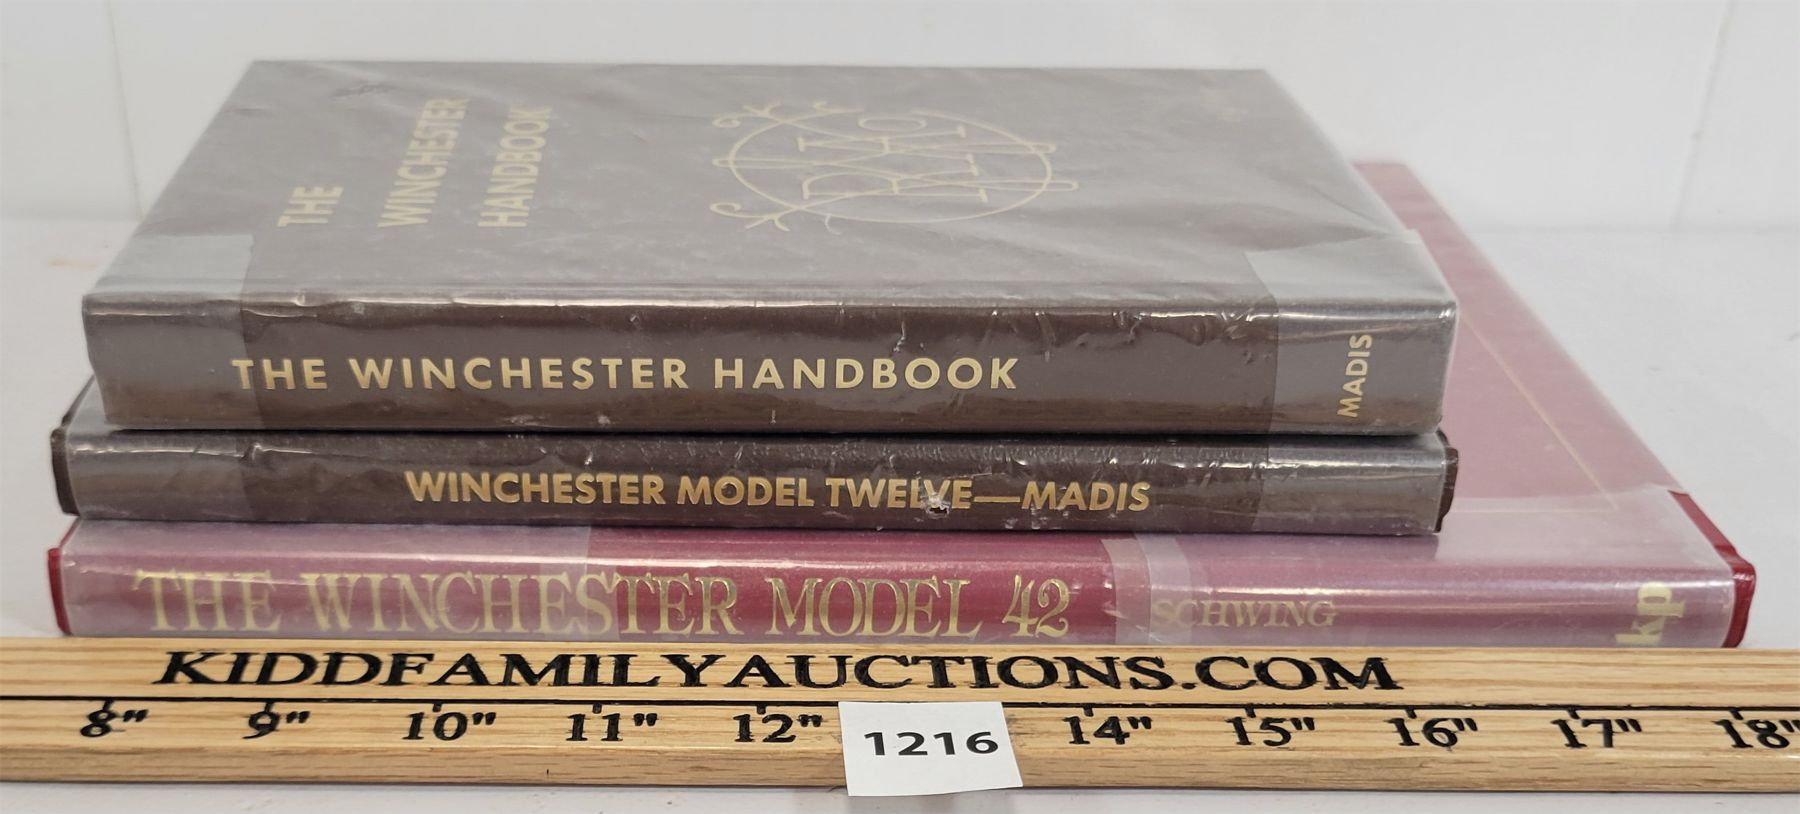 THE
WINCHESTER
HANDBOOK
THE WINCHESTER HANDBOOK
MADIS
WINCHESTER MODEL TWELVE—MADIS
THE WINCHESTER MODEL 42
SCHWING
kp
KIDDFAMILYAUCTIONS.COM
8" 9" 10" 11" 12" 14" 15" 16" 17" 18"
1216